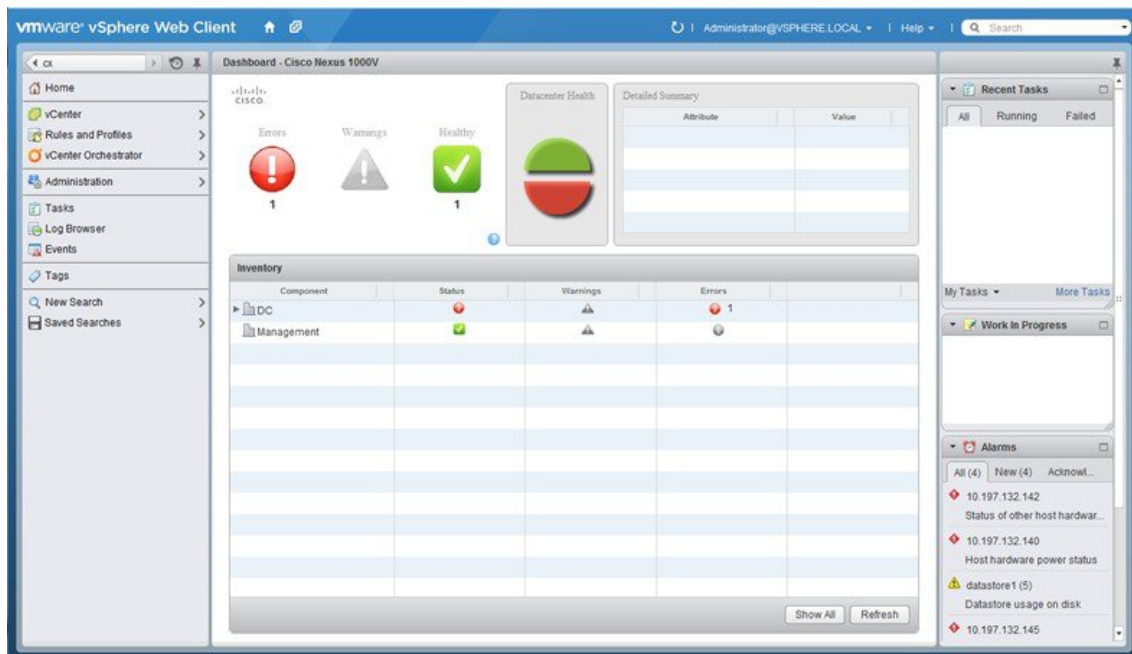 vmware® vSphere Web Client
Administrator@VSPHERE.LOCAL
Help
Search
Home
vCenter
Rules and Profiles
vCenter Orchestrator
Administration
Tasks
Log Browser
Events
Tags
New Search
Saved Searches
Dashboard - Cisco Nexus 1000V
CISCO.
Errors Warnings Healthy
1 1
Datacenter Health
Detailed Summary
Attribute Value
Inventory
Component Status Warnings Errors
DC 1
Management
Show All Refresh
Recent Tasks
All Running Failed
My Tasks More Tasks
Work In Progress
Alarms
All (4) New (4) Acknowl...
10.197.132.142
Status of other host hardwar...
10.197.132.140
Host hardware power status
datastore1 (5)
Datastore usage on disk
10.197.132.145